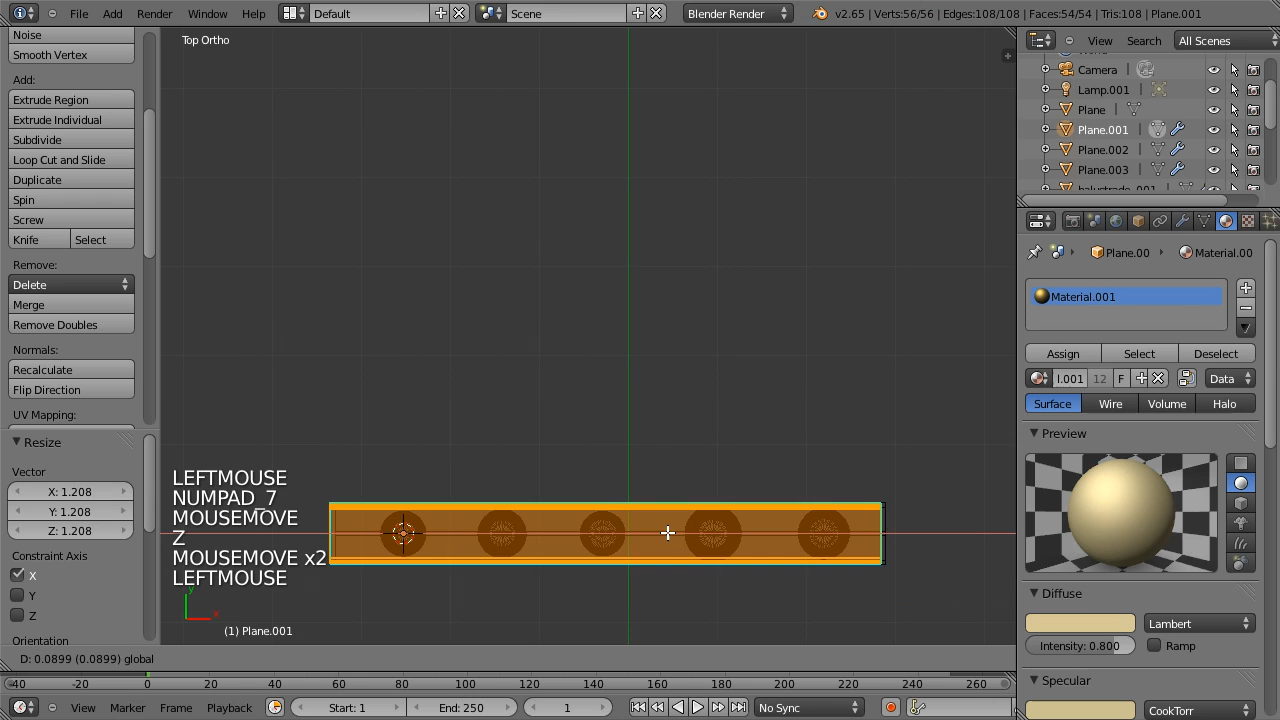 File Add Render Window Help Default Scene Blender Render v2.65 | Verts:56/56 | Edges:108/108 | Faces:54/54 | Tris:108 | Plane.001
Noise
Smooth Vertex
Add:
Extrude Region
Extrude Individual
Subdivide
Loop Cut and Slide
Duplicate
Spin
Screw
Knife Select
Remove:
Delete
Merge
Remove Doubles
Normals:
Recalculate
Flip Direction
UV Mapping:
Resize
Vector
X: 1.208
Y: 1.208
Z: 1.208
Constraint Axis
X
Y
Z
Orientation
Top Ortho
LEFTMOUSE
NUMPAD_7
MOUSEMOVE
Z
MOUSEMOVE x2
LEFTMOUSE
y
x
(1) Plane.001
D: 0.0899 (0.0899) global
-40 -20 0 20 40 60 80 100 120 140 160 180 200 220 240 260
View Marker Frame Playback Start: 1 End: 250 1 No Sync
View Search All Scenes
Camera
Lamp.001
Plane
Plane.001
Plane.002
Plane.003
balustrade_001
Plane.00 Material.00
Material.001
Assign Select Deselect
l.001 12 F Data
Surface Wire Volume Halo
Preview
Diffuse
Lambert
Intensity: 0.800 Ramp
Specular
CookTorr